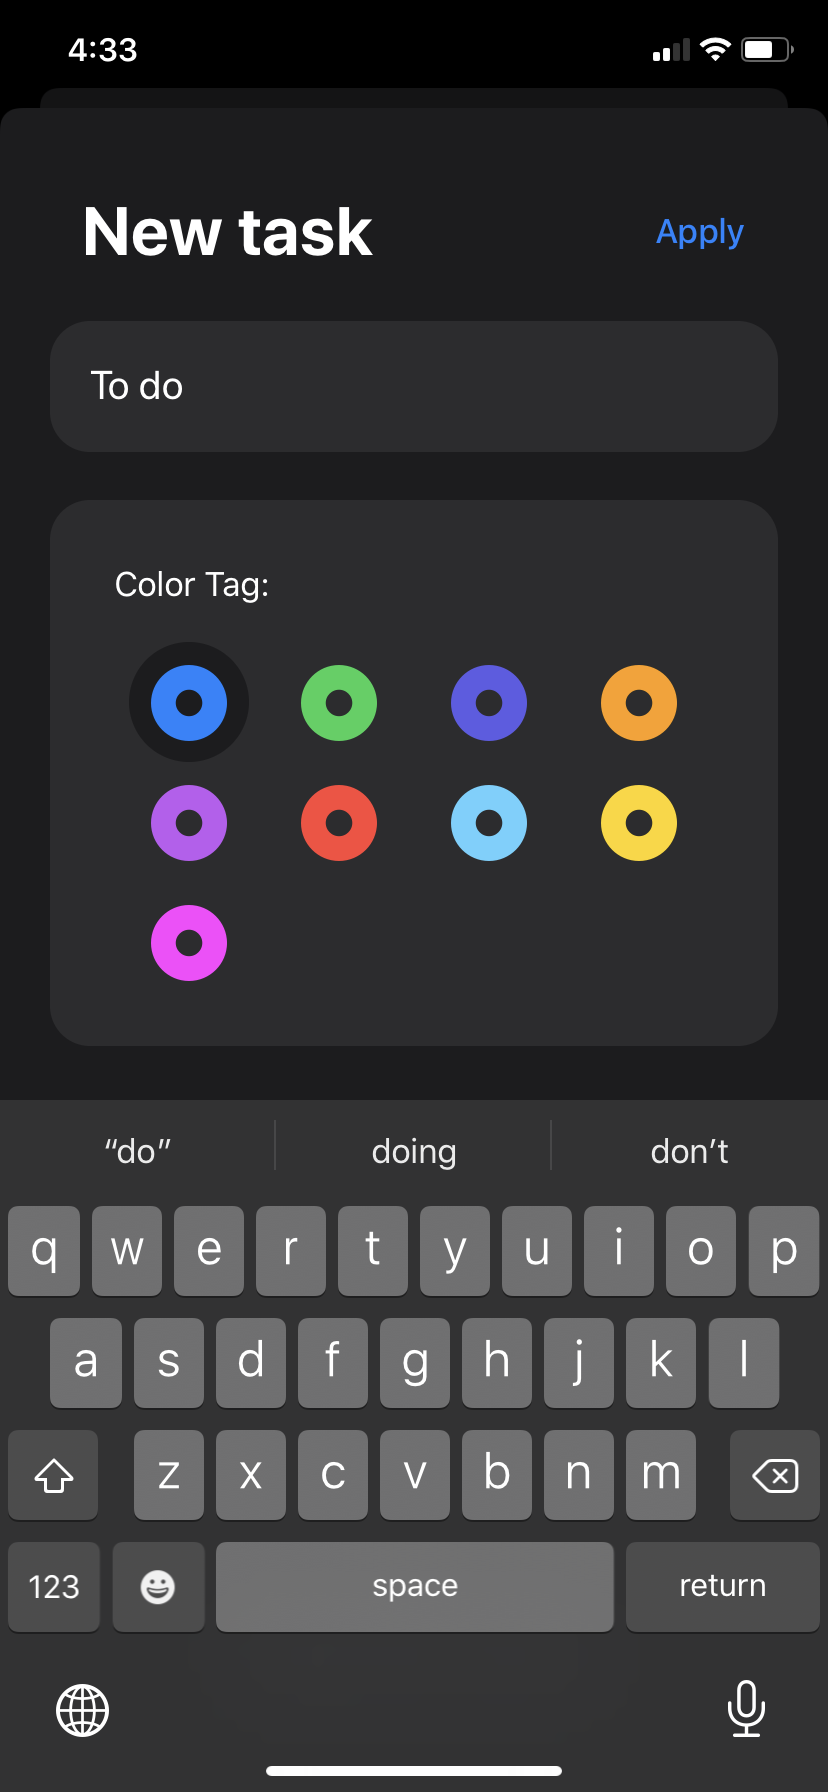 4:33
New task
Apply
To do
Color Tag:
“do” doing don’t
q w e r t y u i o p
a s d f g h j k l
z x c v b n m
123 space return